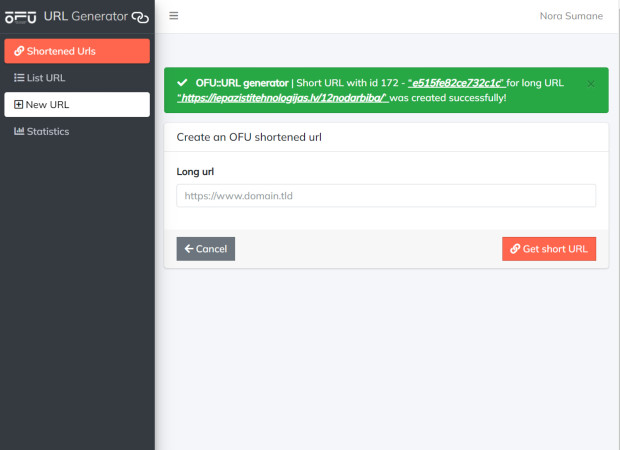 ōFū URL Generator
Nora Sumane
Shortened Urls
List URL
New URL
Statistics
OFU::URL generator | Short URL with id 172 - "e515fe82ce732c1c" for long URL ×
"https://iepazistitehnologijas.lv/12nodarbiba/" was created successfully!
Create an OFU shortened url
Long url
https://www.domain.tld
Cancel
Get short URL